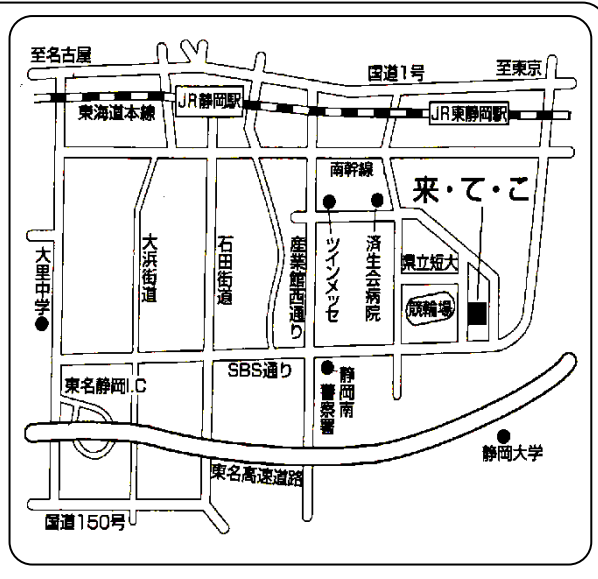 至名古屋
国道1号
至東京
JR静岡駅
東海道本線
JR東静岡駅
南幹線
来・て・こ
大里中学
大浜街道
石田街道
産業館西通り
ツインメッセ
済生会病院
県立短大
競輪場
SBS通り
静岡南
警察署
東名静岡I.C
静岡大学
東名高速道路
国道150号